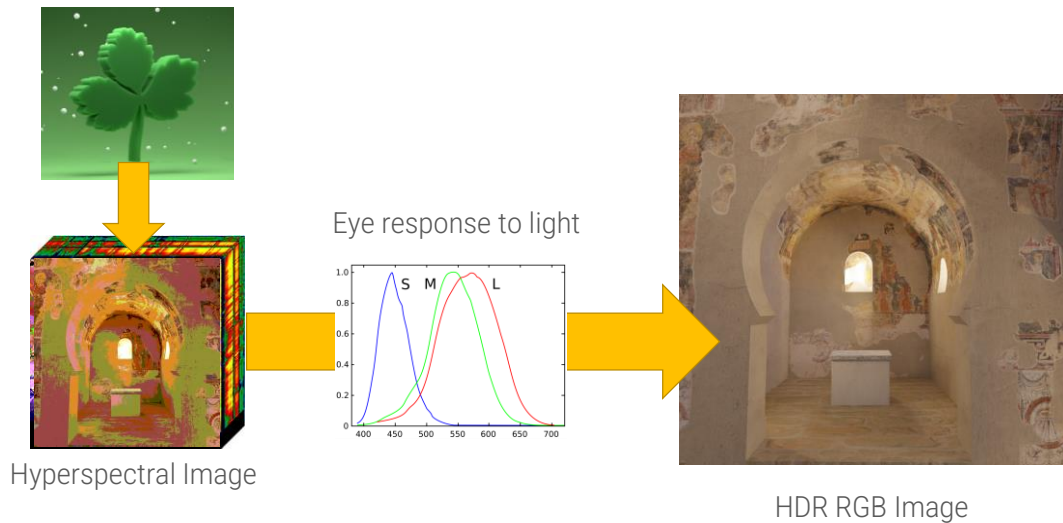 Eye response to light
S M L
1.0
0.8
0.6
0.4
0.2
0
400 450 500 550 600 650 700
Hyperspectral Image
HDR RGB Image